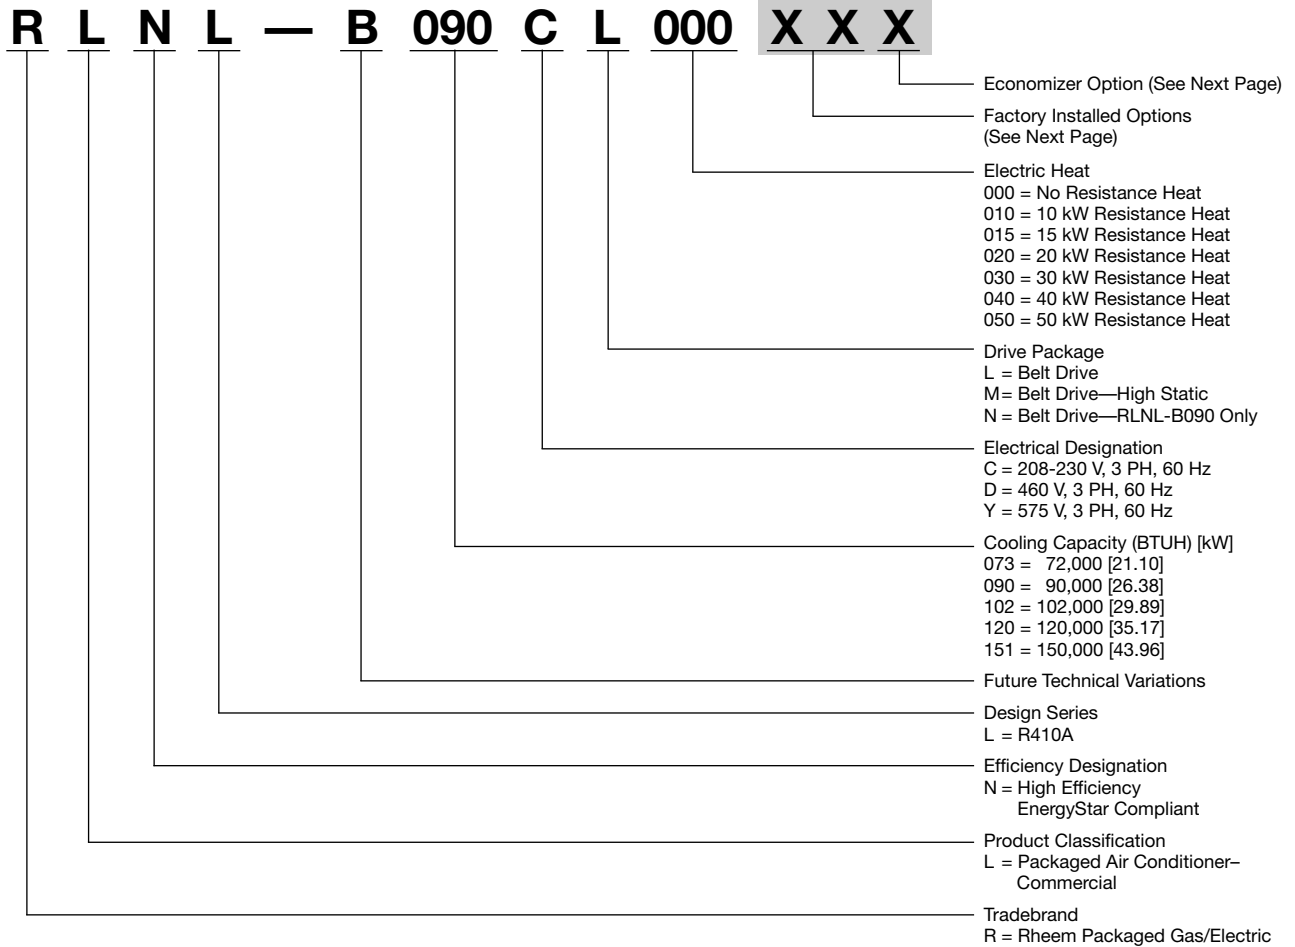 R L N L — B 090 C L 000 X X X
Economizer Option (See Next Page)
Factory Installed Options
(See Next Page)
Electric Heat
000 = No Resistance Heat
010 = 10 kW Resistance Heat
015 = 15 kW Resistance Heat
020 = 20 kW Resistance Heat
030 = 30 kW Resistance Heat
040 = 40 kW Resistance Heat
050 = 50 kW Resistance Heat
Drive Package
L = Belt Drive
M= Belt Drive—High Static
N = Belt Drive—RLNL-B090 Only
Electrical Designation
C = 208-230 V, 3 PH, 60 Hz
D = 460 V, 3 PH, 60 Hz
Y = 575 V, 3 PH, 60 Hz
Cooling Capacity (BTUH) [kW]
073 = 72,000 [21.10]
090 = 90,000 [26.38]
102 = 102,000 [29.89]
120 = 120,000 [35.17]
151 = 150,000 [43.96]
Future Technical Variations
Design Series
L = R410A
Efficiency Designation
N = High Efficiency
EnergyStar Compliant
Product Classification
L = Packaged Air Conditioner–
Commercial
Tradebrand
R = Rheem Packaged Gas/Electric